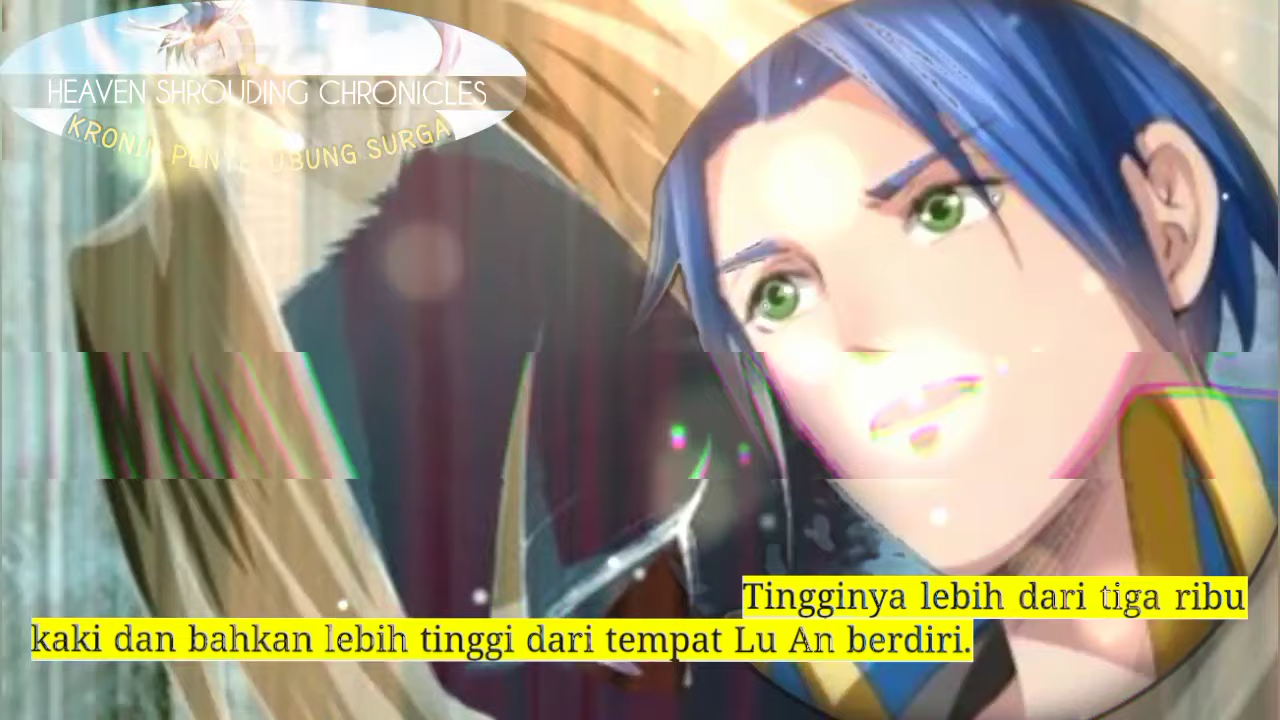 HEAVEN SHROUDING CHRONICLES
KRONIK PENYELUBUNG SURGA
Tingginya lebih dari tiga ribu
kaki dan bahkan lebih tinggi dari tempat Lu An berdiri.